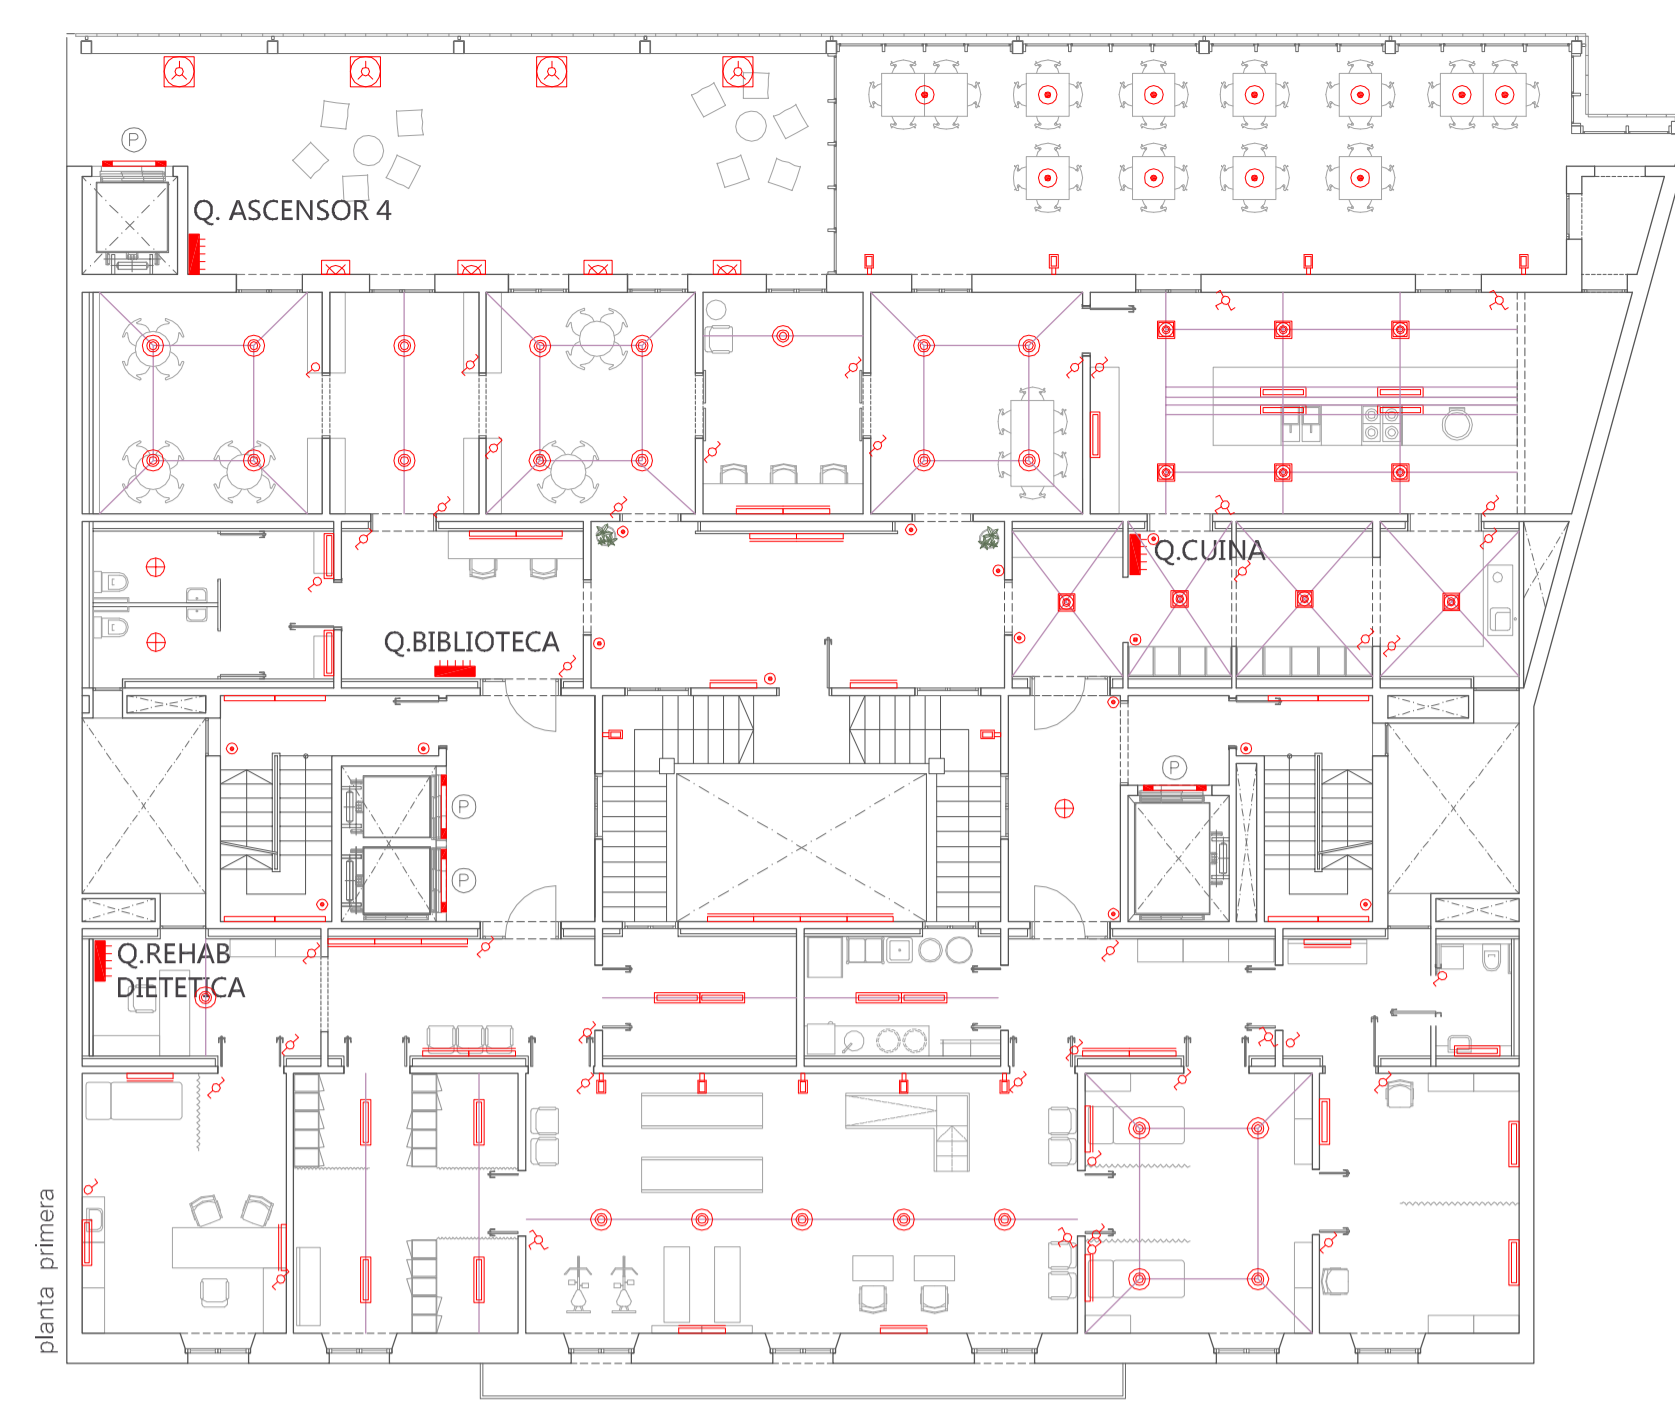 P
Q. ASCENSOR 4
Q.CUINA
Q.BIBLIOTECA
P
P
P
Q.REHAB
DIETETICA
planta primera